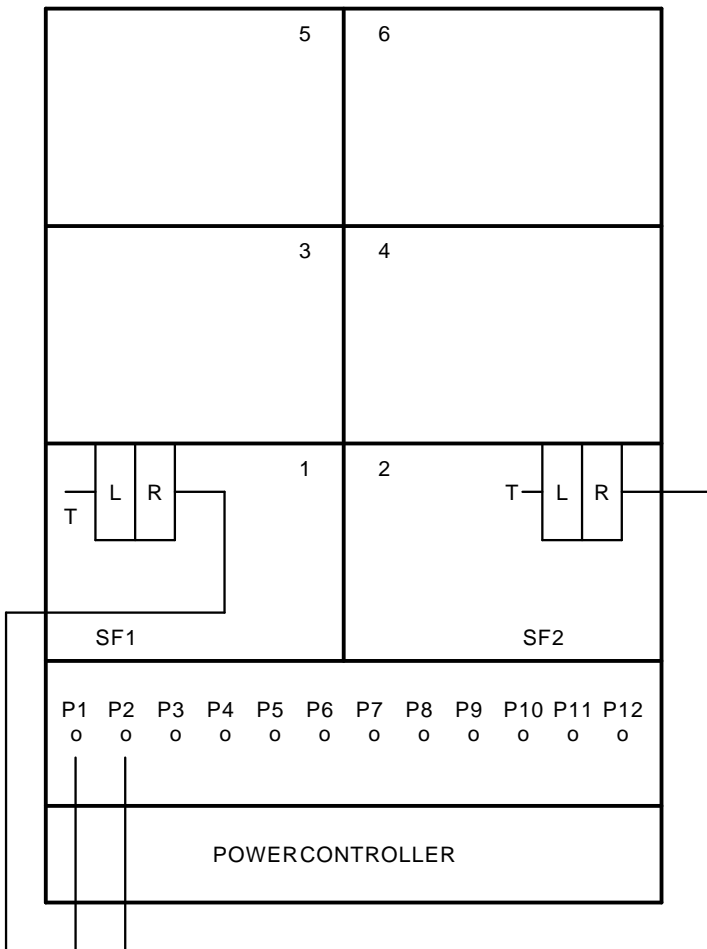 5 6
3 4
1 2
L R
T
T L R
SF1 SF2
P1 P2 P3 P4 P5 P6 P7 P8 P9 P10 P11 P12
o o o o o o o o o o o o
POWERCONTROLLER